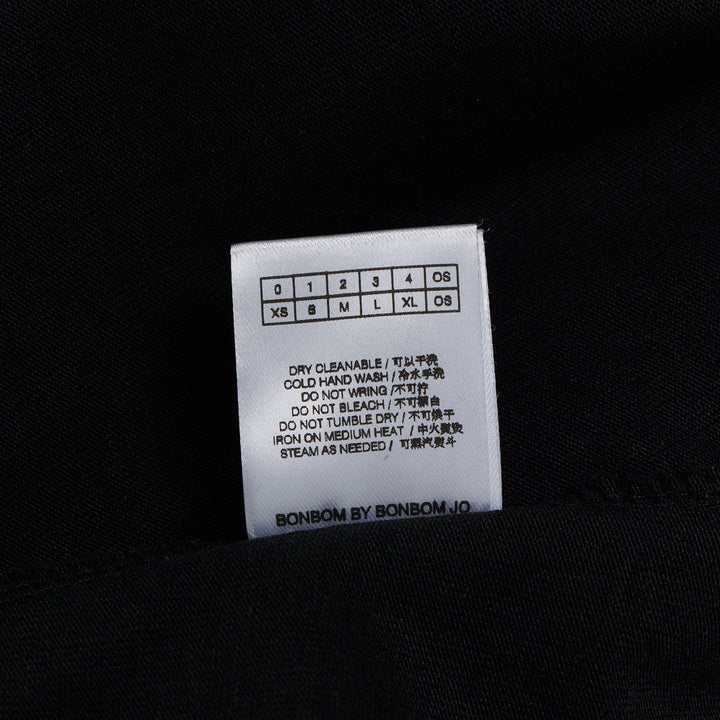 0 1 2 3 4 OS
XS S M L XL OS
DRY CLEANABLE / 可以干洗
COLD HAND WASH / 冷水手洗
DO NOT WRING / 不可拧
DO NOT BLEACH / 不可漂白
DO NOT TUMBLE DRY / 不可烘干
IRON ON MEDIUM HEAT / 中火熨烫
STEAM AS NEEDED / 可蒸汽熨斗
BONBOM BY BONBOM JO